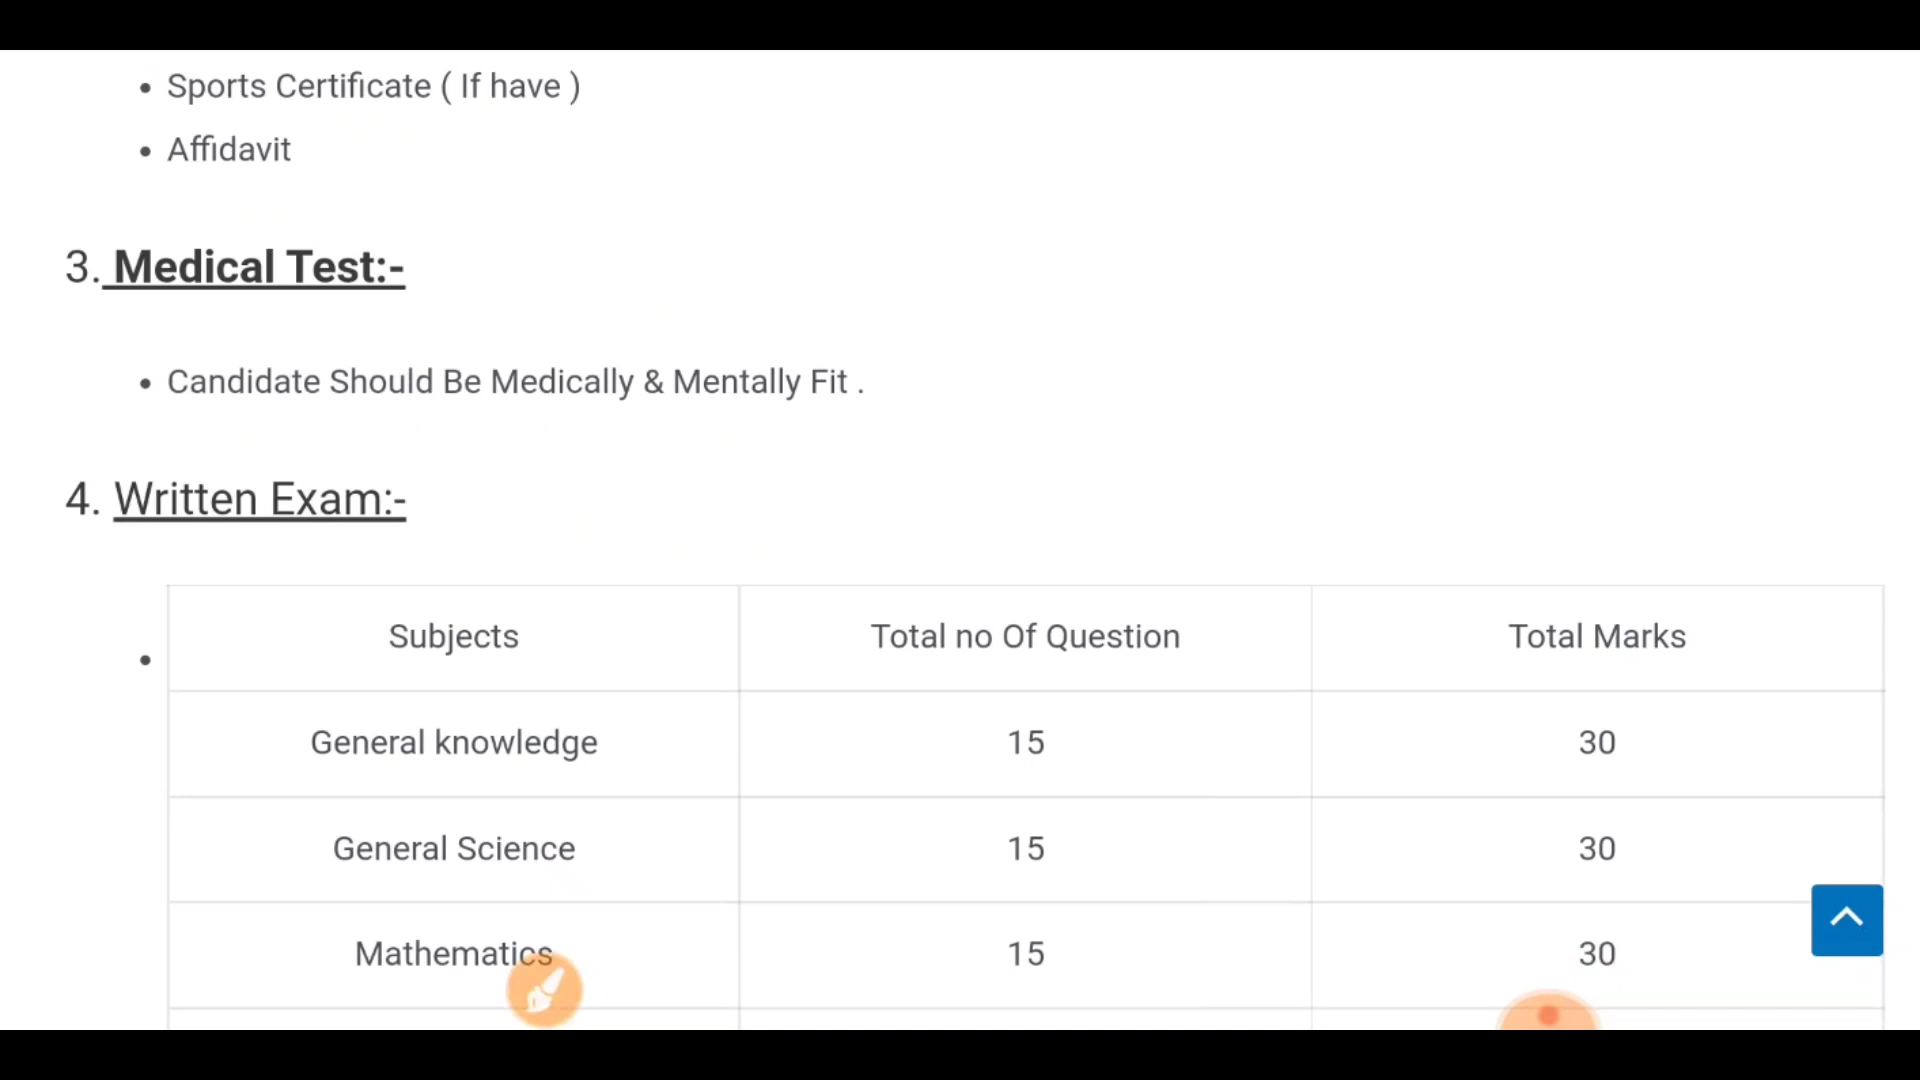 • Sports Certificate ( If have )
• Affidavit
3. Medical Test:-
• Candidate Should Be Medically & Mentally Fit .
4. Written Exam:-
• Subjects Total no Of Question Total Marks
General knowledge 15 30
General Science 15 30
Mathematics 15 30